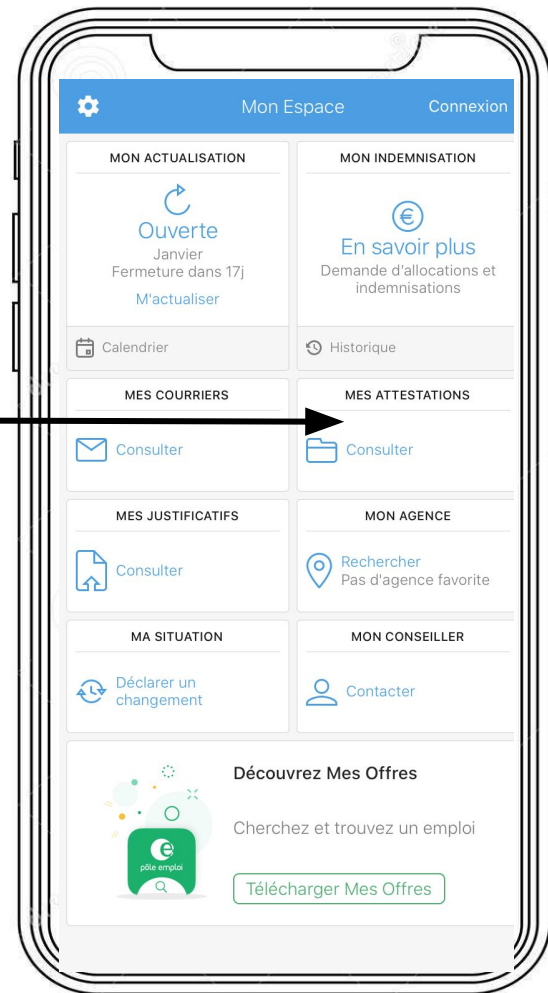 Mon Espace
Connexion
MON ACTUALISATION
Ouverte
Janvier
Fermeture dans 17j
M'actualiser
Calendrier
MON INDEMNISATION
En savoir plus
Demande d'allocations et
indemnisations
Historique
MES COURRIERS
Consulter
MES ATTESTATIONS
Consulter
MES JUSTIFICATIFS
Consulter
MON AGENCE
Rechercher
Pas d'agence favorite
MA SITUATION
Déclarer un
changement
MON CONSEILLER
Contacter
pôle emploi
Découvrez Mes Offres
Cherchez et trouvez un emploi
Télécharger Mes Offres